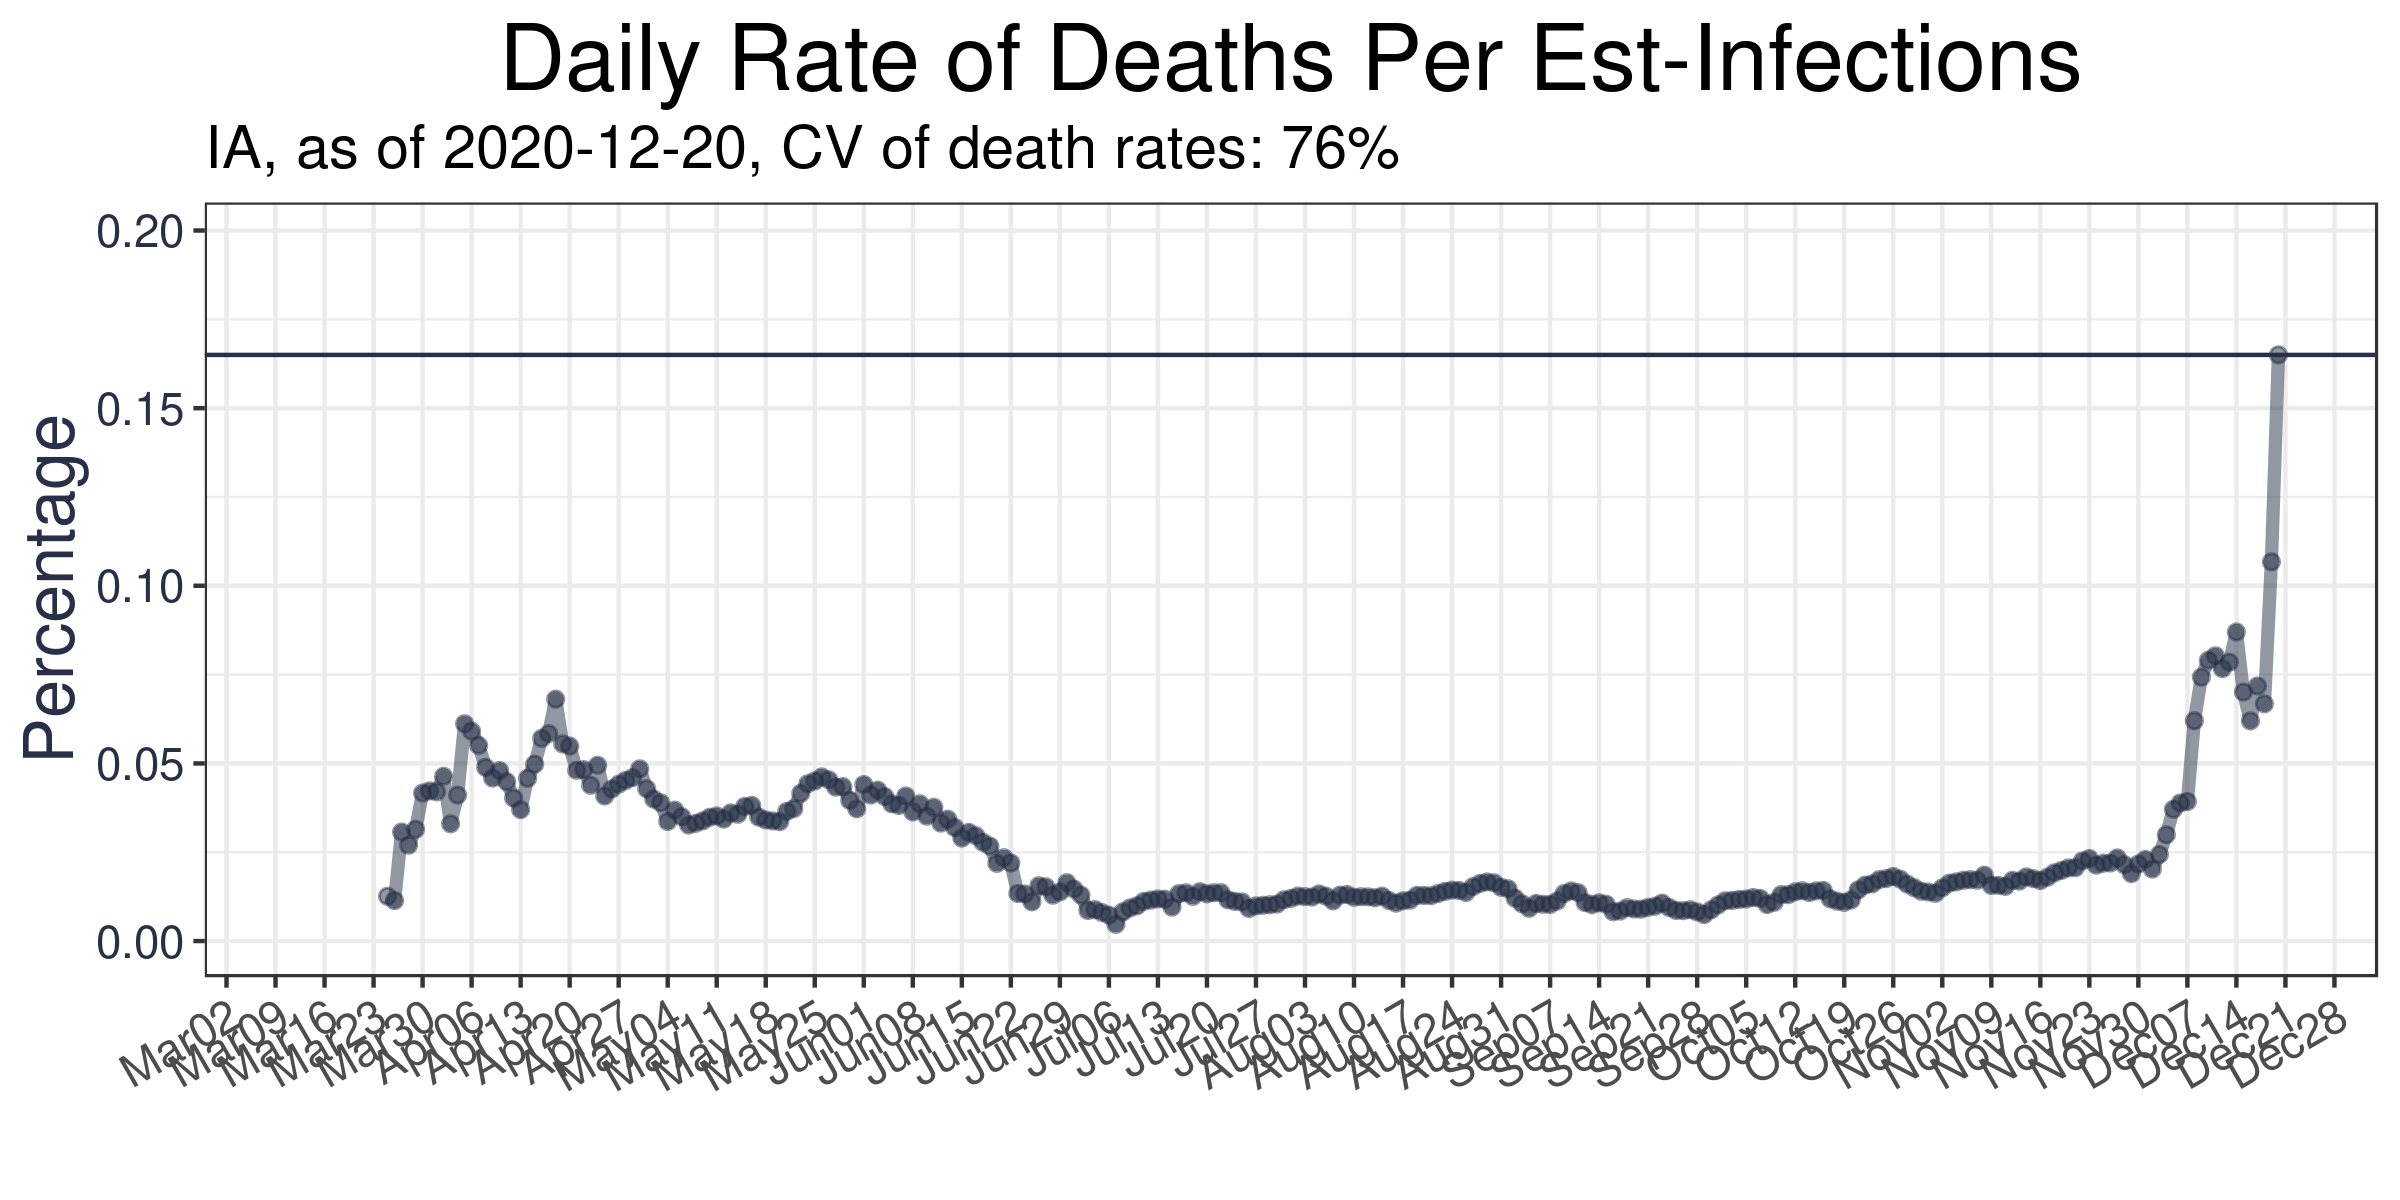 Daily Rate of Deaths Per Est-Infections
IA, as of 2020-12-20, CV of death rates: 76%
Percentage
0.20
0.15
0.10
0.05
0.00
Mar02
Mar09
Mar16
Mar23
Mar30
Apr06
Apr13
Apr20
Apr27
May04
May11
May18
May25
Jun01
Jun08
Jun15
Jun22
Jun29
Jul06
Jul13
Jul20
Jul27
Aug03
Aug10
Aug17
Aug24
Aug31
Sep07
Sep14
Sep21
Sep28
Oct05
Oct12
Oct19
Oct26
Nov02
Nov09
Nov16
Nov23
Nov30
Dec07
Dec14
Dec21
Dec28